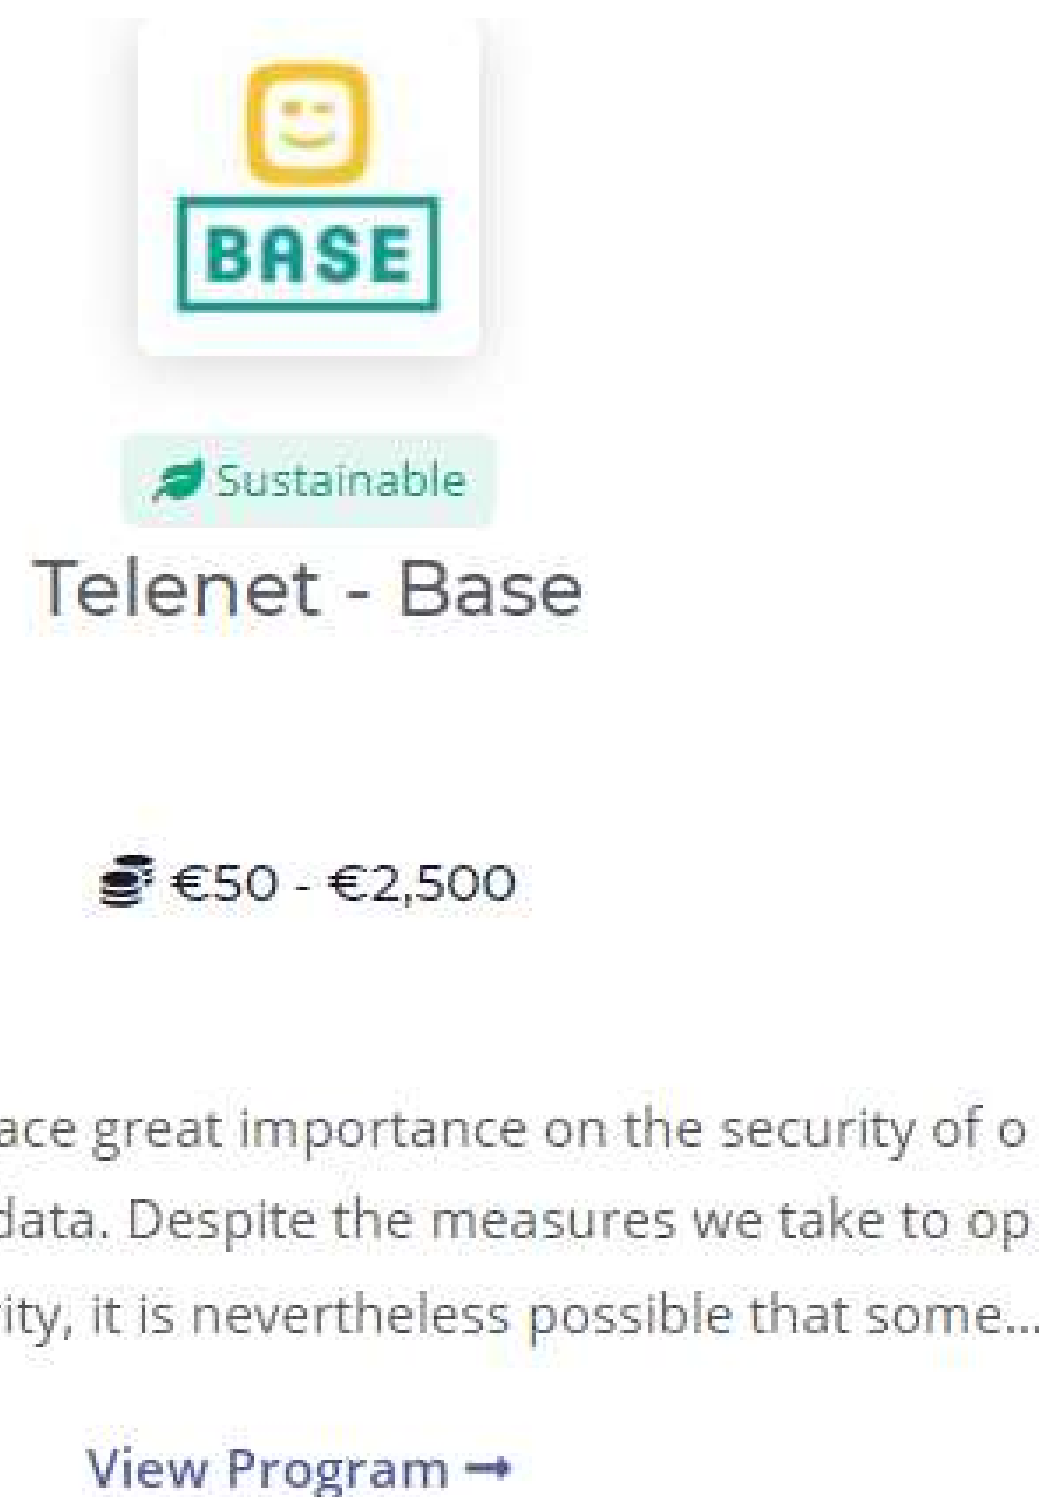 BASE
Sustainable
Telenet - Base
€50 - €2,500
ace great importance on the security of o
data. Despite the measures we take to op
ity, it is nevertheless possible that some...
View Program →